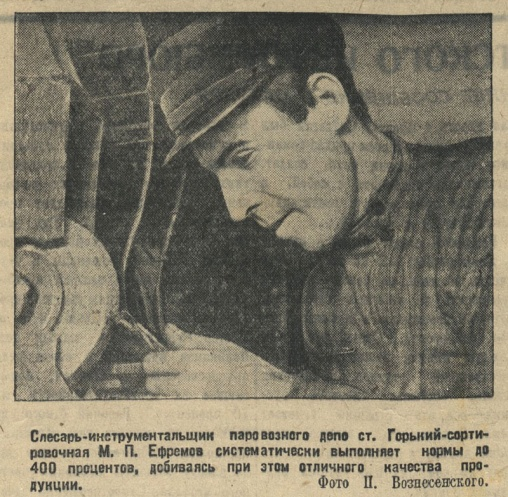 Слесарь-инструментальщик паровозного депо ст. Горький-сорти-
ровочная М. П. Ефремов систематически выполняет нормы до
400 процентов, добиваясь при этом отличного качества про-
дукции. Фото П. Вознесенского.